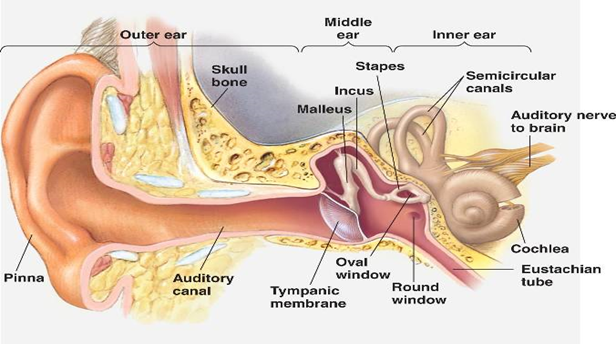 Outer ear
Middle
ear
Inner ear
Skull
bone
Stapes
Incus
Malleus
Semicircular
canals
Auditory nerve
to brain
Pinna
Auditory
canal
Tympanic
membrane
Oval
window
Round
window
Cochlea
Eustachian
tube